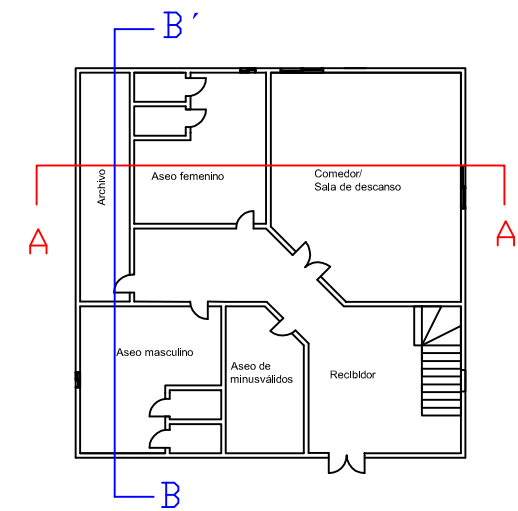 B´
Aseo femenino
Comedor/
Sala de descanso
Archivo
A
A
Aseo masculino
Aseo de
minusválidos
RecIbIdor
B